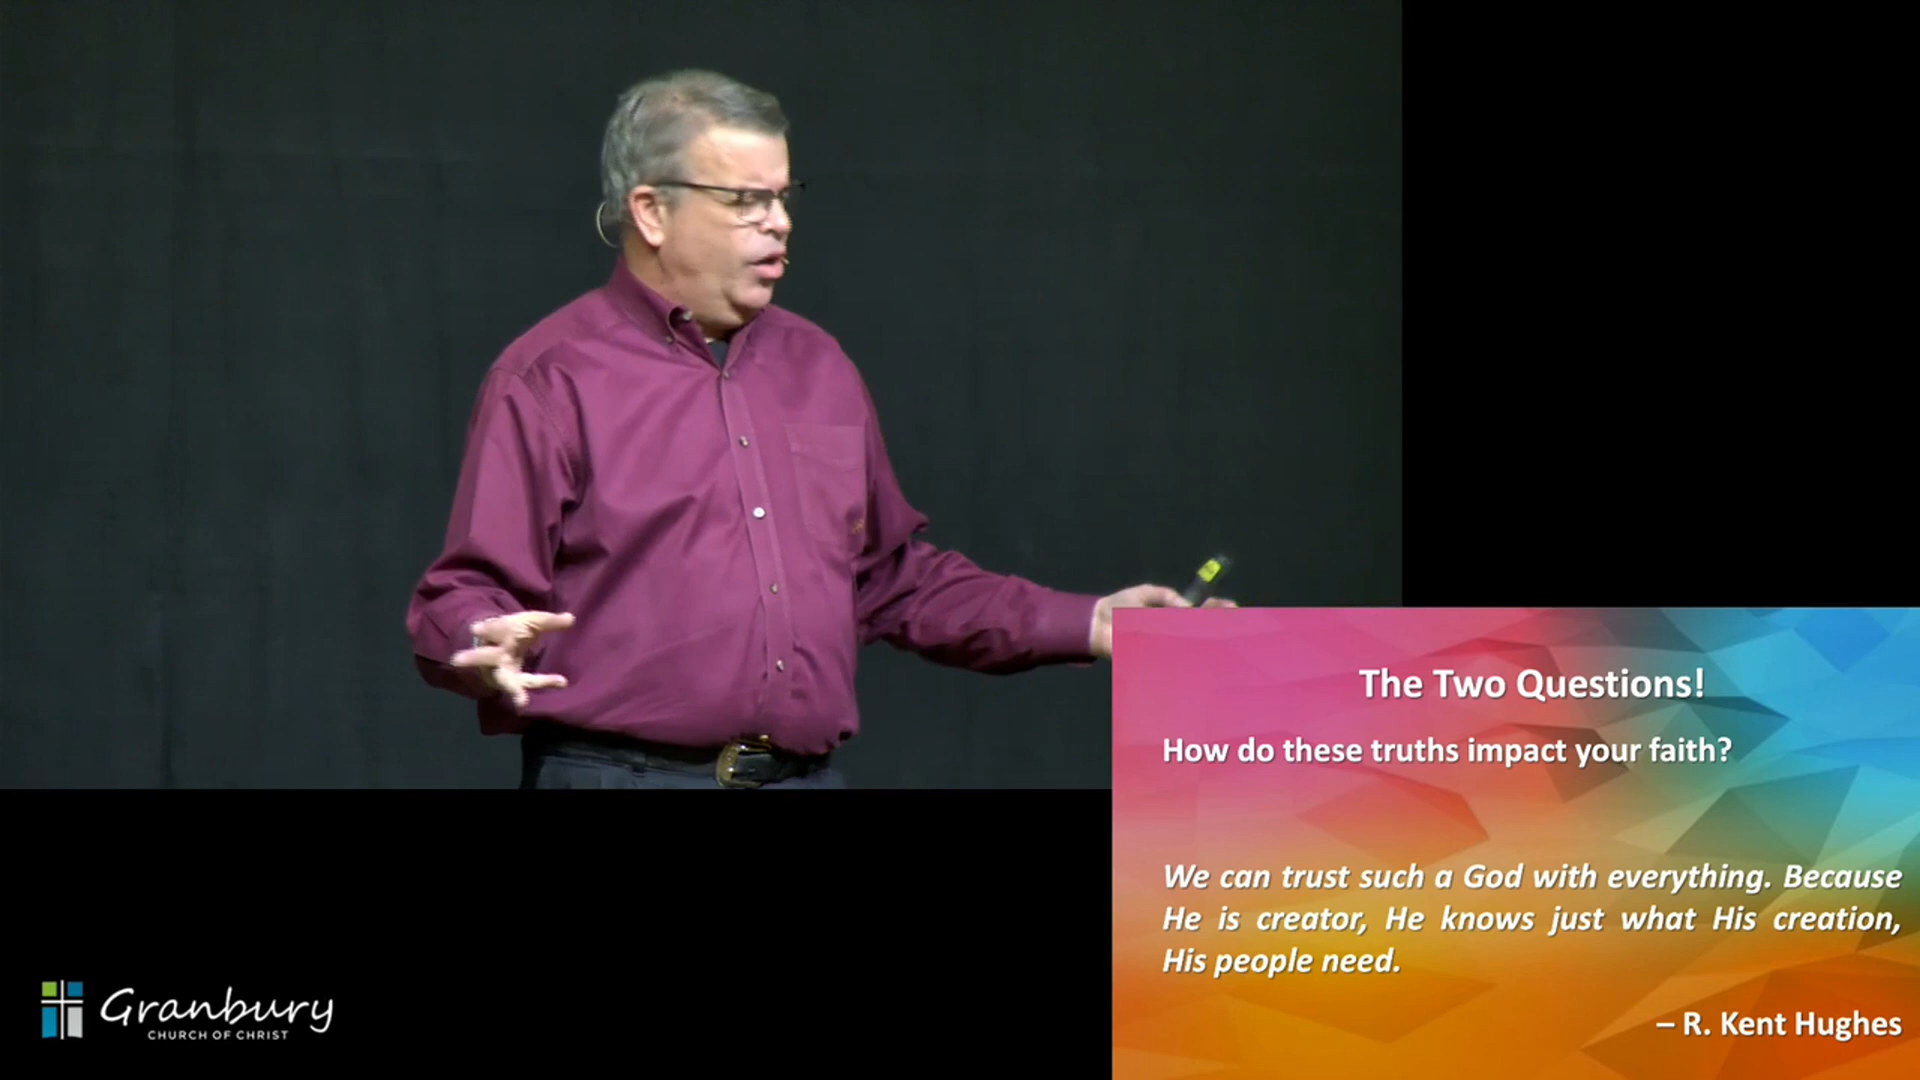 The Two Questions!
How do these truths impact your faith?
We can trust such a God with everything. Because
He is creator, He knows just what His creation,
His people need.
– R. Kent Hughes
Granbury
CHURCH OF CHRIST